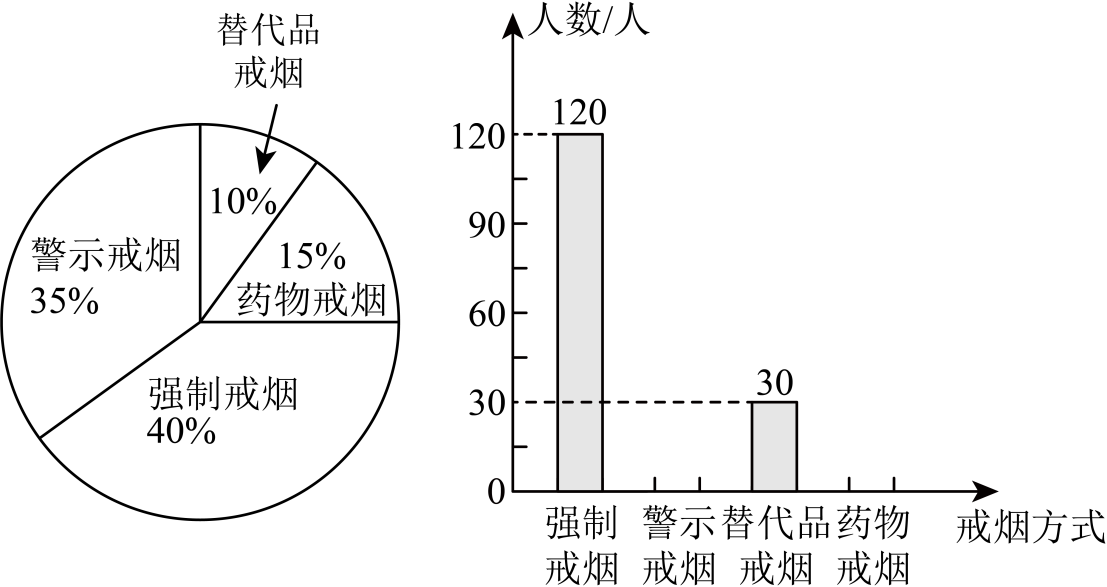 替代品
戒烟
10%
15%
药物戒烟
警示戒烟
35%
强制戒烟
40%
人数/人
120
120
90
60
30
30
0
强制 警示 替代品 药物
戒烟 戒烟 戒烟 戒烟
戒烟方式